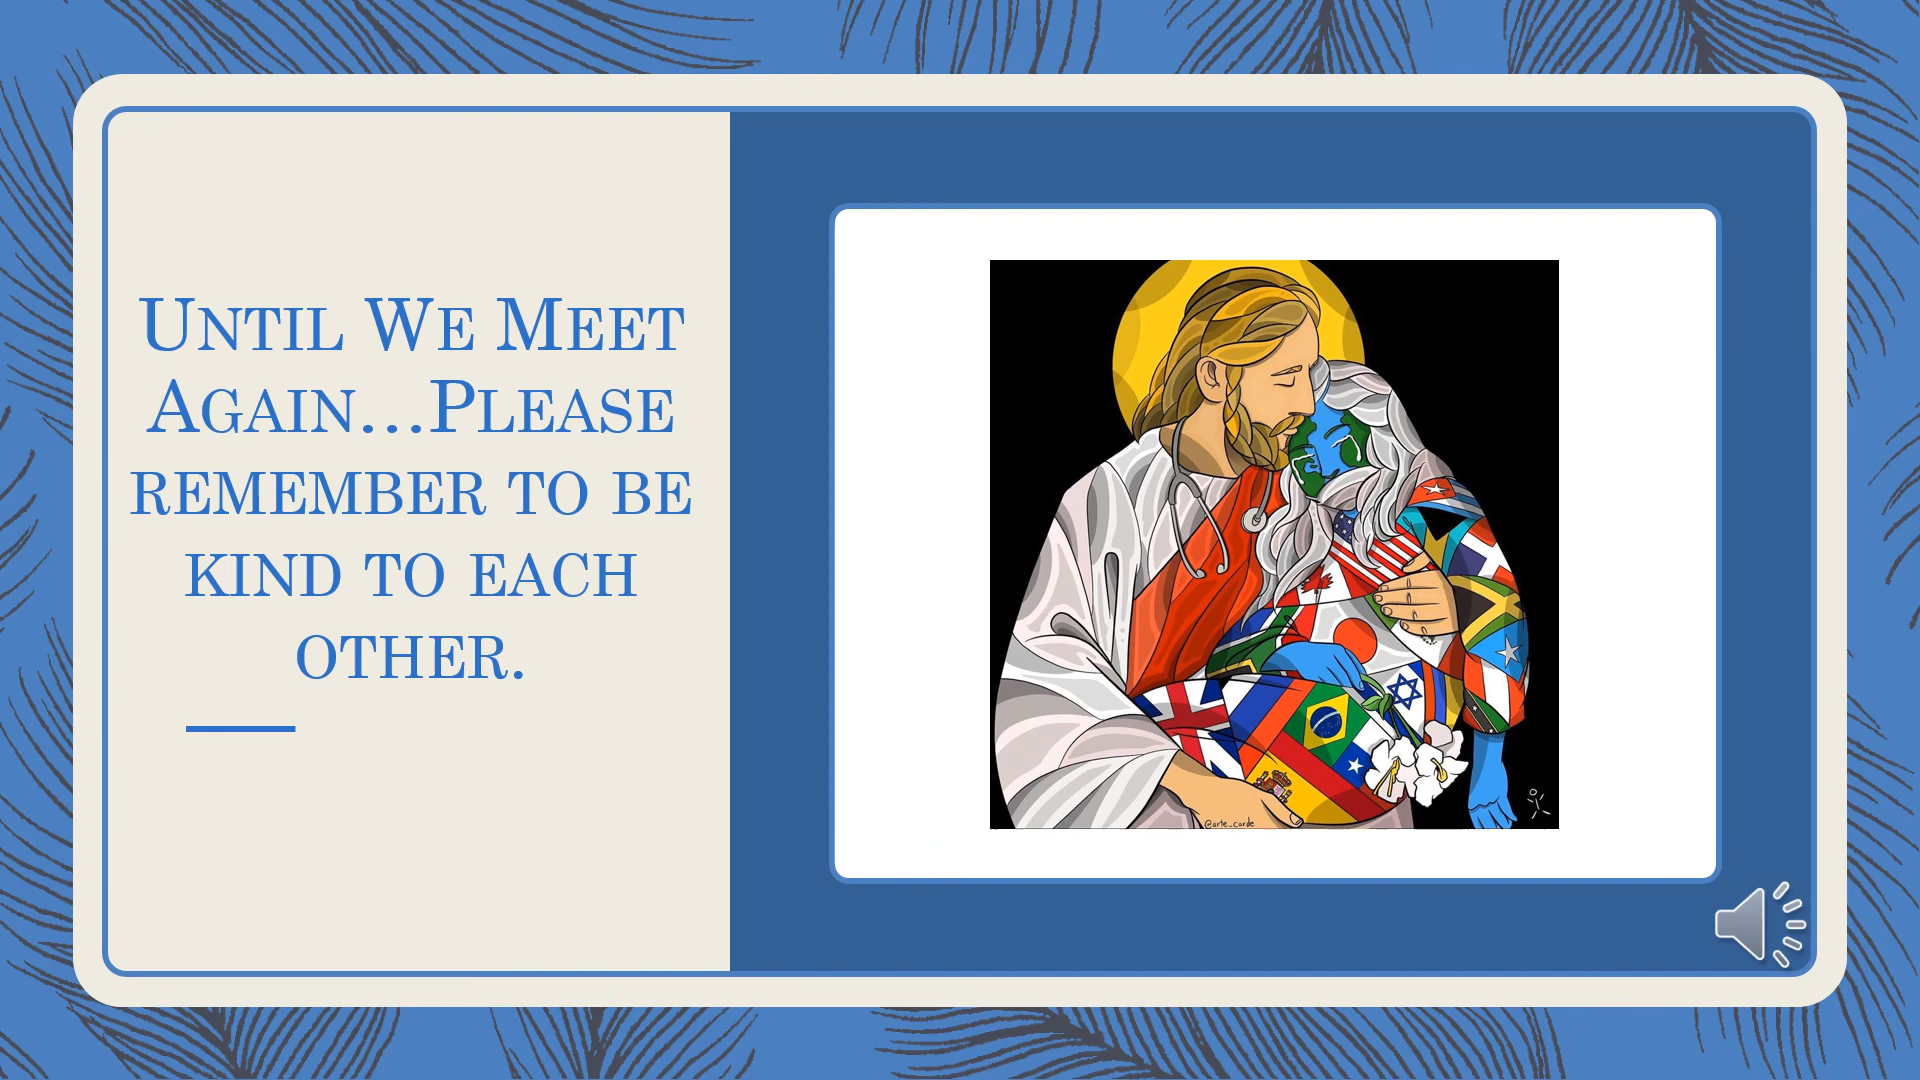 Until We Meet
Again…Please
remember to be
kind to each
other.
@arte_carde